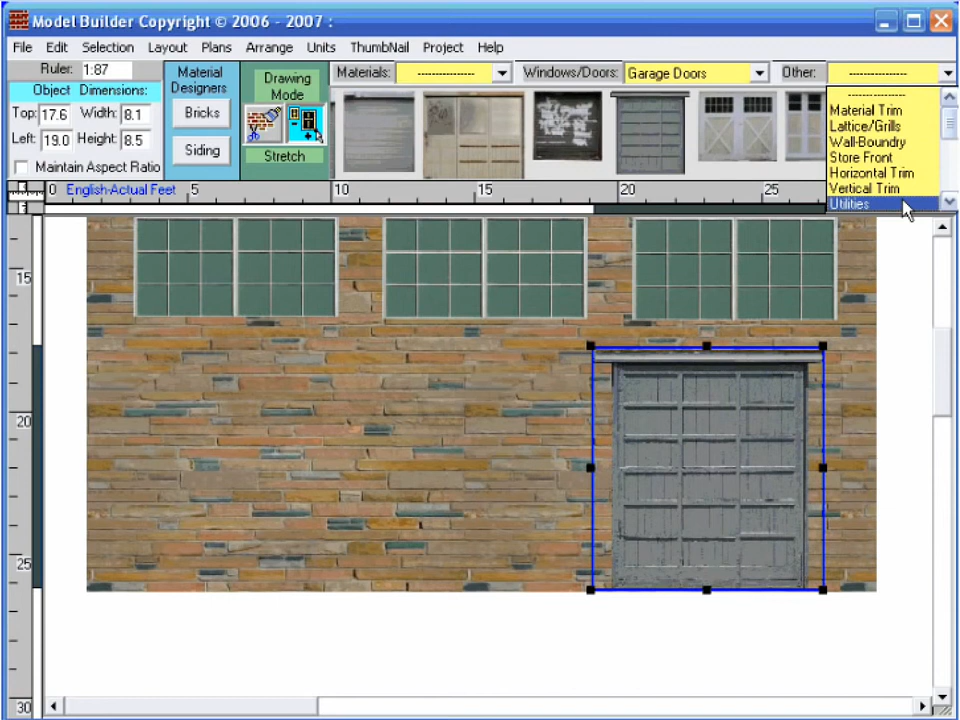 Model Builder Copyright © 2006 - 2007 :
File Edit Selection Layout Plans Arrange Units ThumbNail Project Help
Ruler: 1:87
Object Dimensions:
Top: 17.6 Width: 8.1
Left: 19.0 Height: 8.5
Maintain Aspect Ratio
Material
Designers
Bricks
Siding
Drawing
Mode
Stretch
Materials: ----------------
Windows/Doors: Garage Doors
Other: ----------------
----------------
Material Trim
Lattice/Grills
Wall-Boundry
Store Front
Horizontal Trim
Vertical Trim
Utilities
0 English-Actual Feet 5 10 15 20 25
15
20
25
30